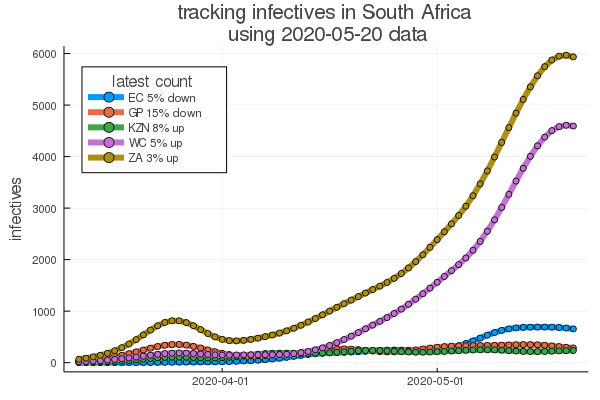 tracking infectives in South Africa
using 2020-05-20 data
6000
5000
4000
3000
2000
1000
0
infectives
latest count
EC 5% down
GP 15% down
KZN 8% up
WC 5% up
ZA 3% up
2020-04-01
2020-05-01